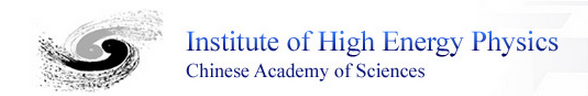 Institute of High Energy Physics
Chinese Academy of Sciences